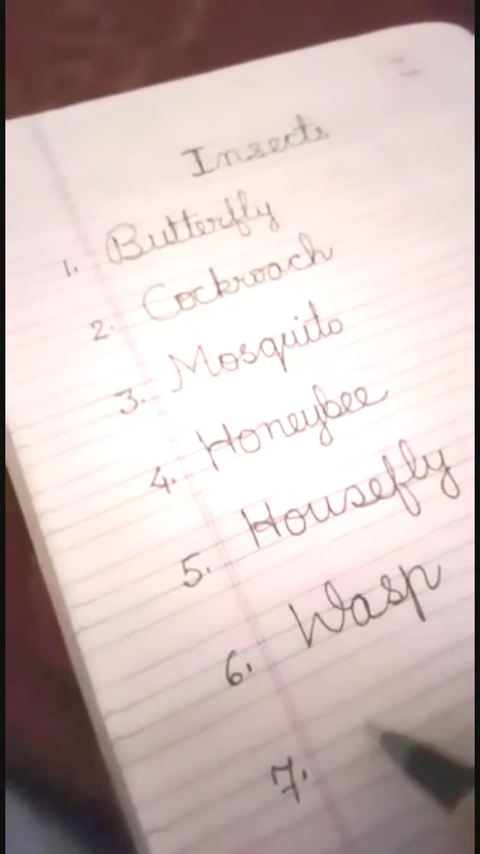 Insects
1. Butterfly
2. Cockroach
3. Mosquito
4. Honeybee
5. Housefly
6. Wasp
7.